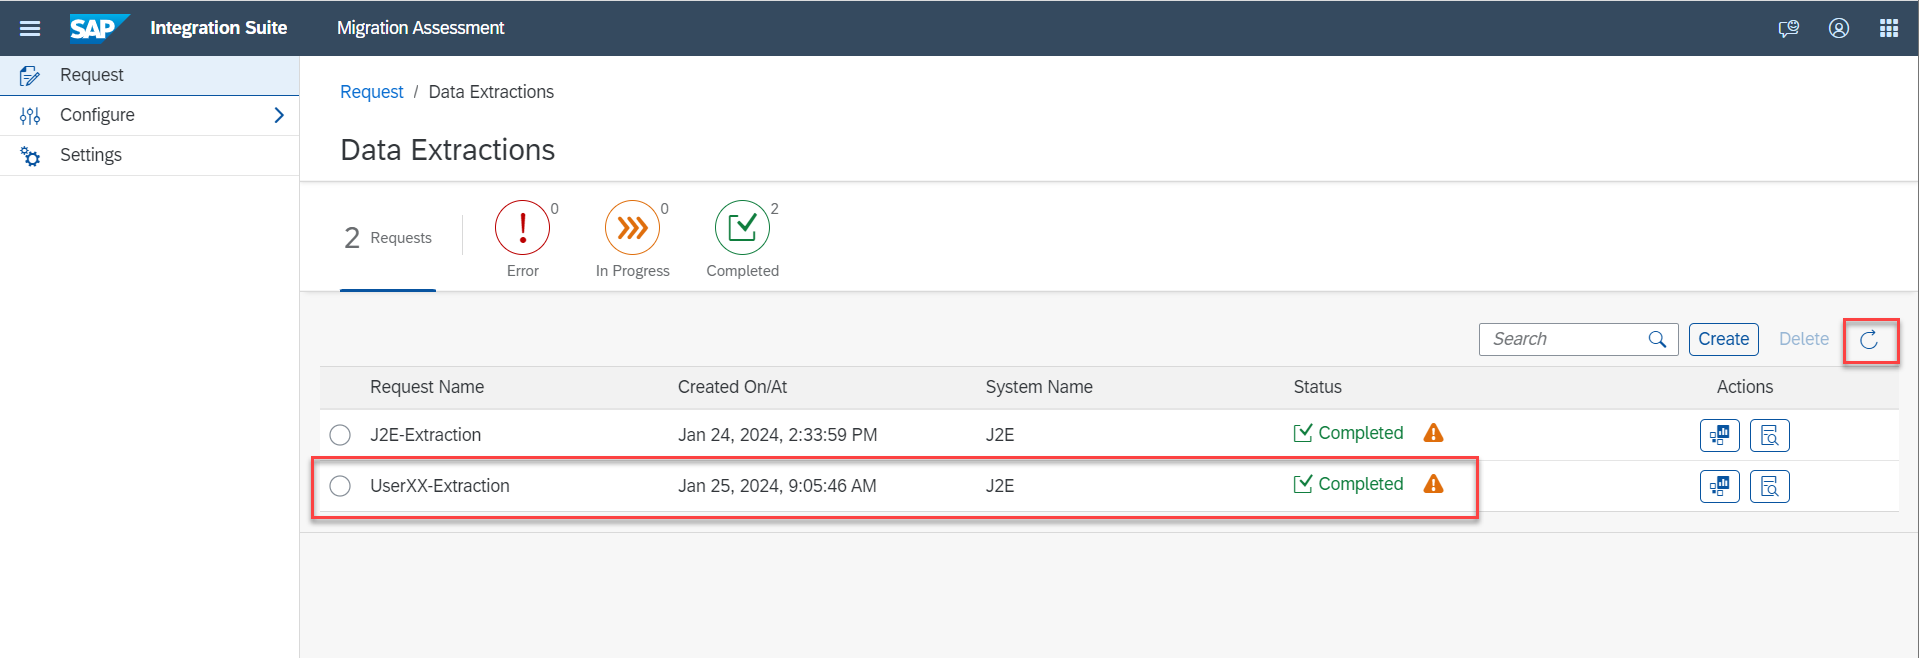 SAP Integration Suite Migration Assessment
Request
Configure
Settings
Request / Data Extractions
Data Extractions
2 Requests
0
Error
0
In Progress
2
Completed
Search Create Delete
Request Name Created On/At System Name Status Actions
J2E-Extraction Jan 24, 2024, 2:33:59 PM J2E Completed
UserXX-Extraction Jan 25, 2024, 9:05:46 AM J2E Completed